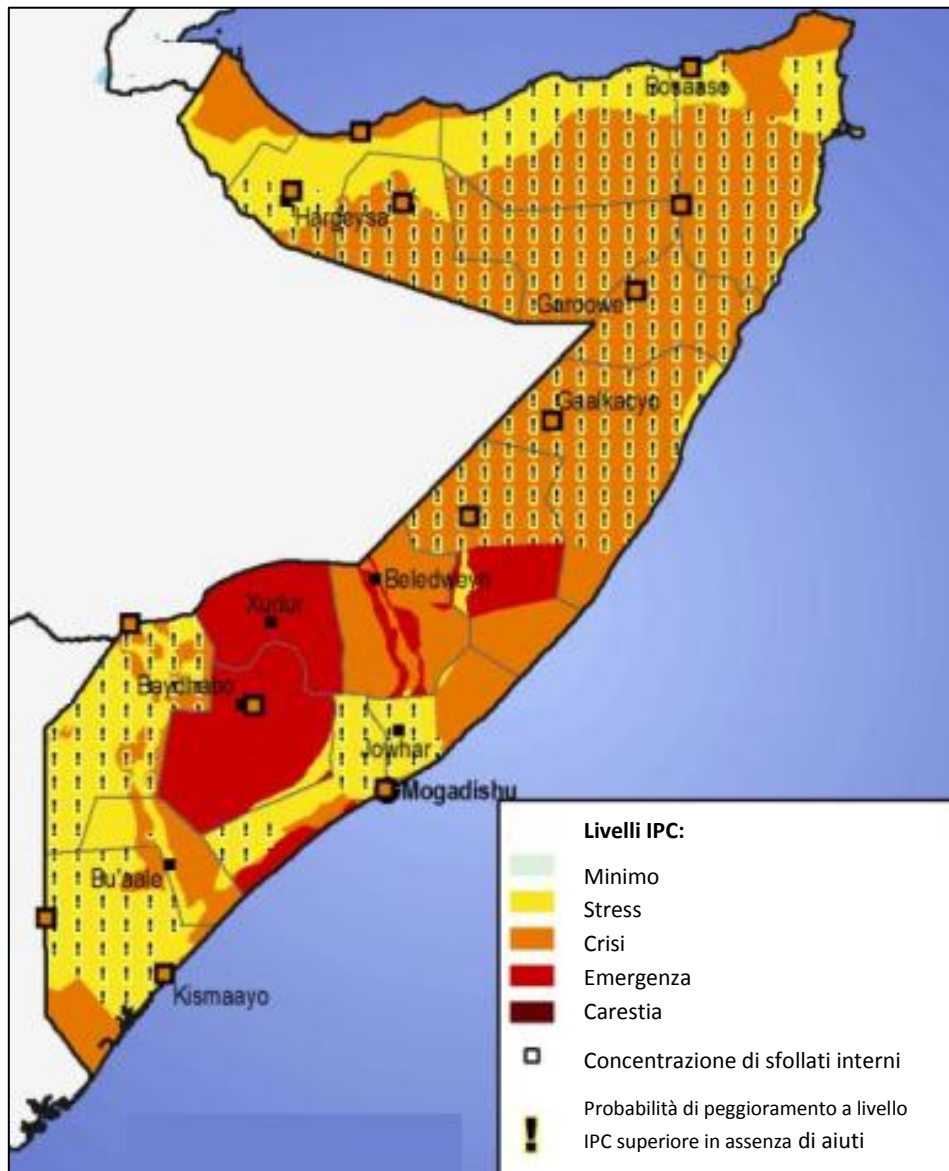 Bosaaso
Hargeysa
Garoowe
Gaalkacyo
Beledweyn
Xudur
Baydhabo
Jowhar
Mogadishu
Bu'aale
Kismaayo
Livelli IPC:
Minimo
Stress
Crisi
Emergenza
Carestia
Concentrazione di sfollati interni
Probabilità di peggioramento a livello
IPC superiore in assenza di aiuti